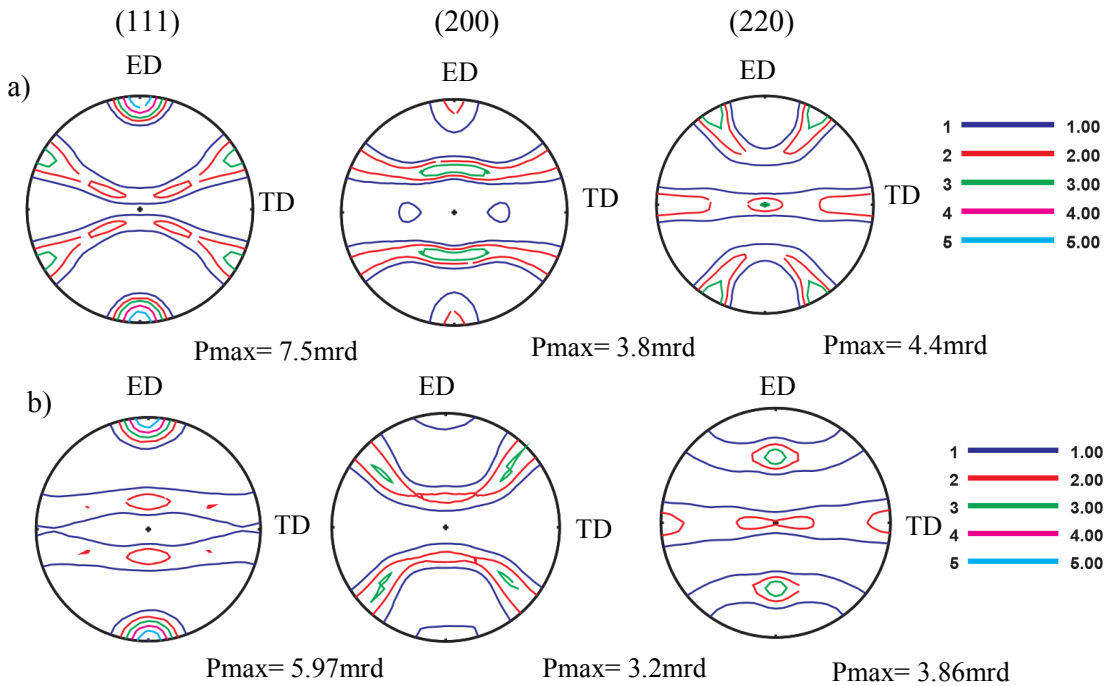 (111) (200) (220)
a) ED ED ED
TD TD TD
1 1.00
2 2.00
3 3.00
4 4.00
5 5.00
Pmax= 7.5mrd Pmax= 3.8mrd Pmax= 4.4mrd
b) ED ED ED
TD TD TD
1 1.00
2 2.00
3 3.00
4 4.00
5 5.00
Pmax= 5.97mrd Pmax= 3.2mrd Pmax= 3.86mrd